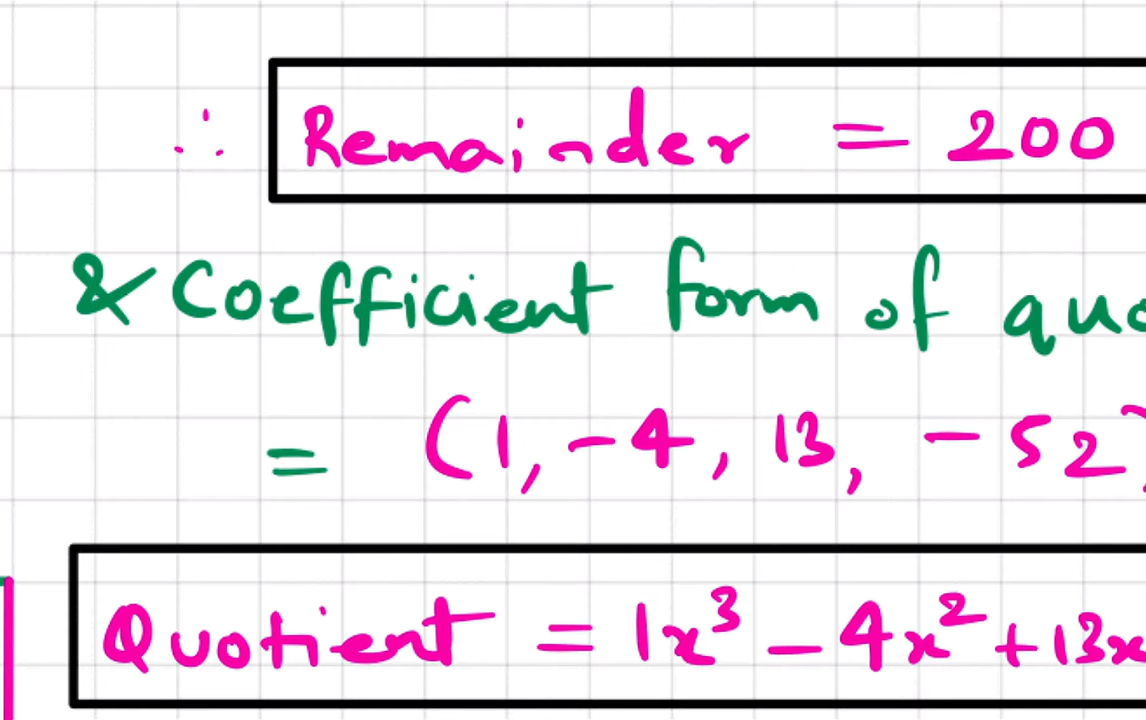 ∴ Remainder = 200
& Coefficient form of quo
= (1, -4, 13, -52)
Quotient = 1x³ - 4x² + 13x